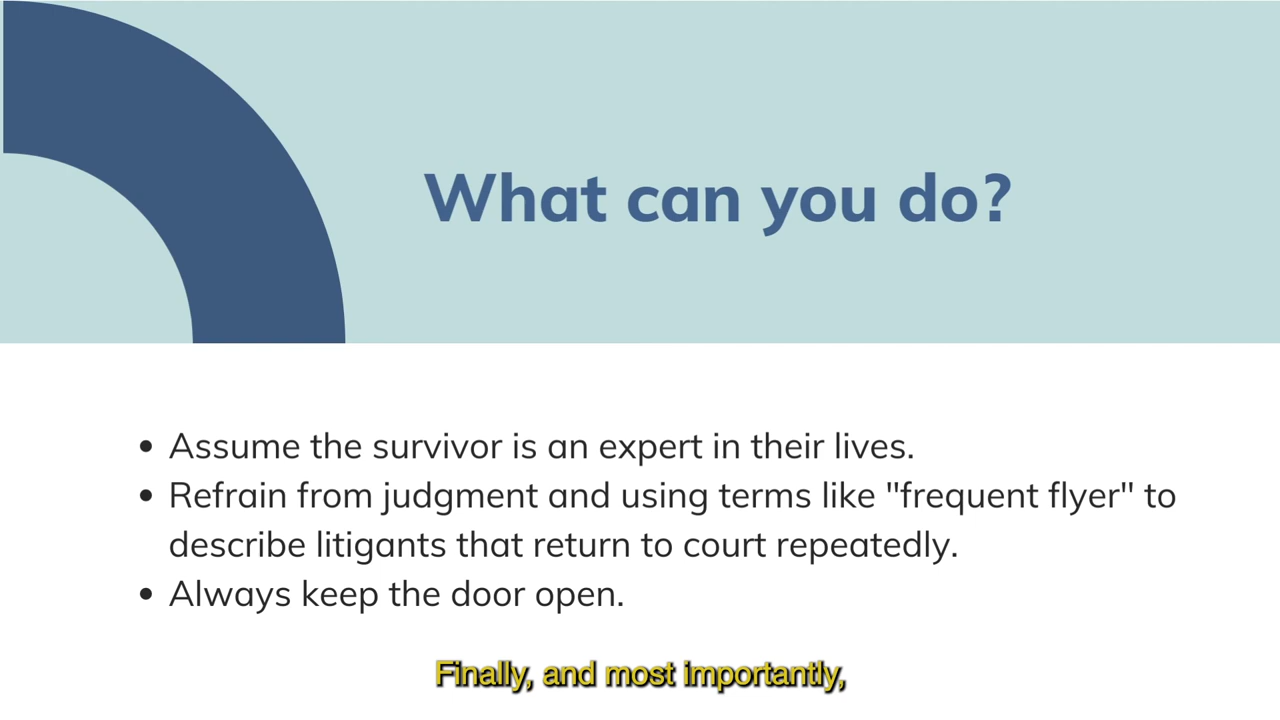 What can you do?
• Assume the survivor is an expert in their lives.
• Refrain from judgment and using terms like "frequent flyer" to
describe litigants that return to court repeatedly.
• Always keep the door open.
Finally, and most importantly,